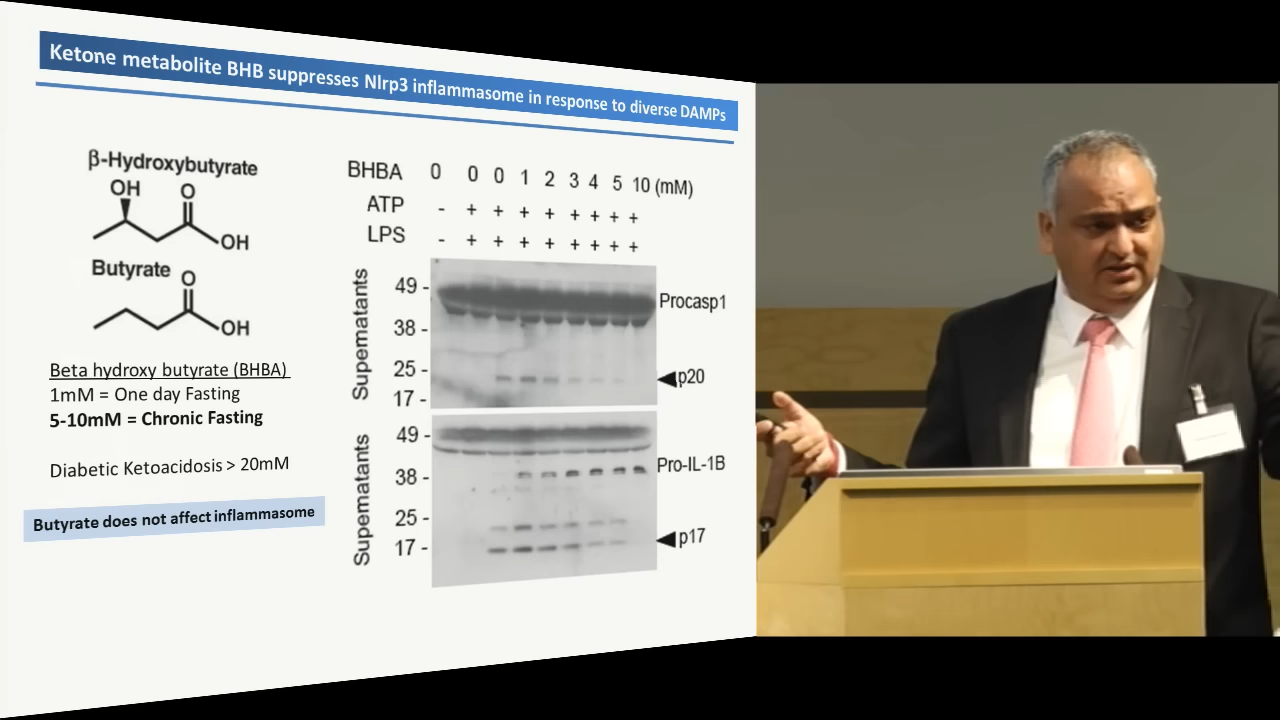 Ketone metabolite BHB suppresses Nlrp3 inflammasome in response to diverse DAMPs
β-Hydroxybutyrate
OH
O
OH
Butyrate
O
OH
Beta hydroxy butyrate (BHBA)
1mM = One day Fasting
5-10mM = Chronic Fasting
Diabetic Ketoacidosis > 20mM
Butyrate does not affect inflammasome
BHBA 0 0 0 1 2 3 4 5 10 (mM)
ATP - + + + + + + + +
LPS - + + + + + + + +
Supernatants
49 -
38 -
25 -
17 -
Procasp1
p20
Supernatants
49 -
38 -
25 -
17 -
Pro-IL-1B
p17